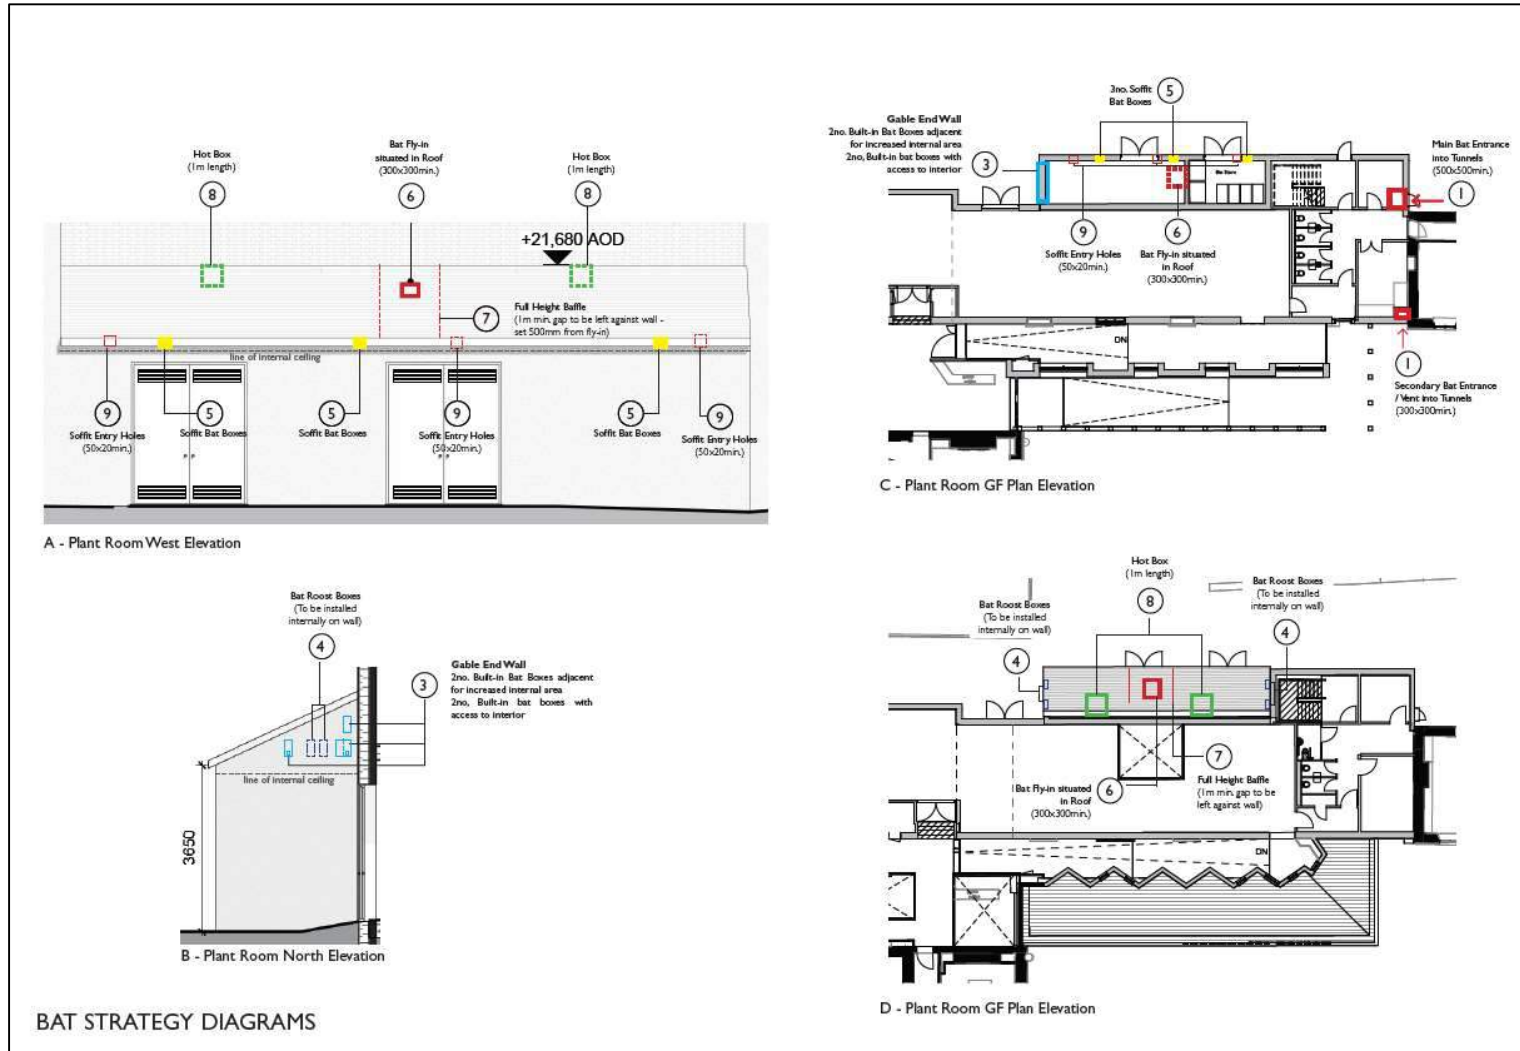 Hot Box
(1m length)
8
Bat Fly-in
situated in Roof
(300x300min.)
6
Hot Box
(1m length)
8
+21,680 AOD
7
Full Height Baffle
(1m min. gap to be left against wall -
set 500mm from fly-in)
line of internal ceiling
9
Soffit Entry Holes
(50x20min.)
5
Soffit Bat Boxes
5
Soffit Bat Boxes
9
Soffit Entry Holes
(50x20min.)
5
Soffit Bat Boxes
9
Soffit Entry Holes
(50x20min.)
A - Plant Room West Elevation
3no. Soffit
Bat Boxes
5
Gable End Wall
2no. Built-in Bat Boxes adjacent
for increased internal area
2no, Built-in bat boxes with
access to interior
3
Bin Store
9
Soffit Entry Holes
(50x20min.)
6
Bat Fly-in situated
in Roof
(300x300min.)
Main Bat Entrance
into Tunnels
(500x500min.)
1
DN
1
Secondary Bat Entrance
/ Vent into Tunnels
(300x300min.)
C - Plant Room GF Plan Elevation
Bat Roost Boxes
(To be installed
internally on wall)
4
3
Gable End Wall
2no. Built-in Bat Boxes adjacent
for increased internal area
2no, Built-in bat boxes with
access to interior
line of internal ceiling
3650
B - Plant Room North Elevation
Hot Box
(1m length)
8
Bat Roost Boxes
(To be installed
internally on wall)
4
Bat Roost Boxes
(To be installed
internally on wall)
4
Bat Fly-in situated
in Roof
(300x300min.)
6
7
Full Height Baffle
(1m min. gap to be
left against wall)
DN
D - Plant Room GF Plan Elevation
BAT STRATEGY DIAGRAMS